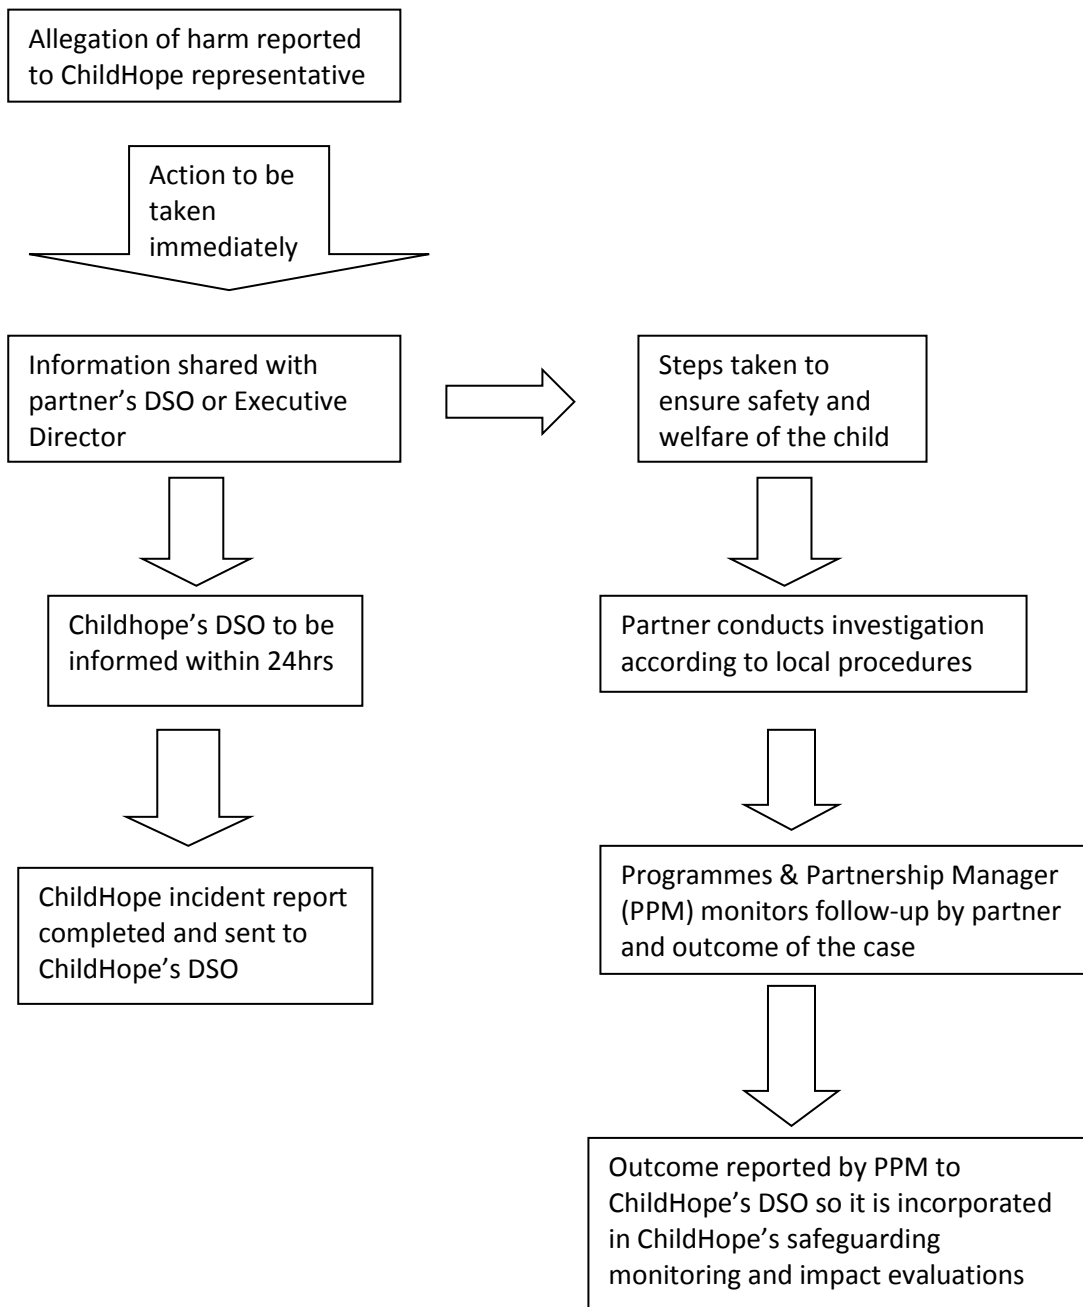 Allegation of harm reported
to ChildHope representative
Action to be
taken
immediately
Information shared with
partner’s DSO or Executive
Director
Steps taken to
ensure safety and
welfare of the child
Childhope’s DSO to be
informed within 24hrs
Partner conducts investigation
according to local procedures
ChildHope incident report
completed and sent to
ChildHope’s DSO
Programmes & Partnership Manager
(PPM) monitors follow-up by partner
and outcome of the case
Outcome reported by PPM to
ChildHope’s DSO so it is incorporated
in ChildHope’s safeguarding
monitoring and impact evaluations